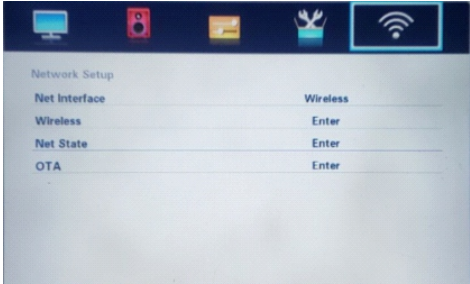 Network Setup
Net Interface Wireless
Wireless Enter
Net State Enter
OTA Enter